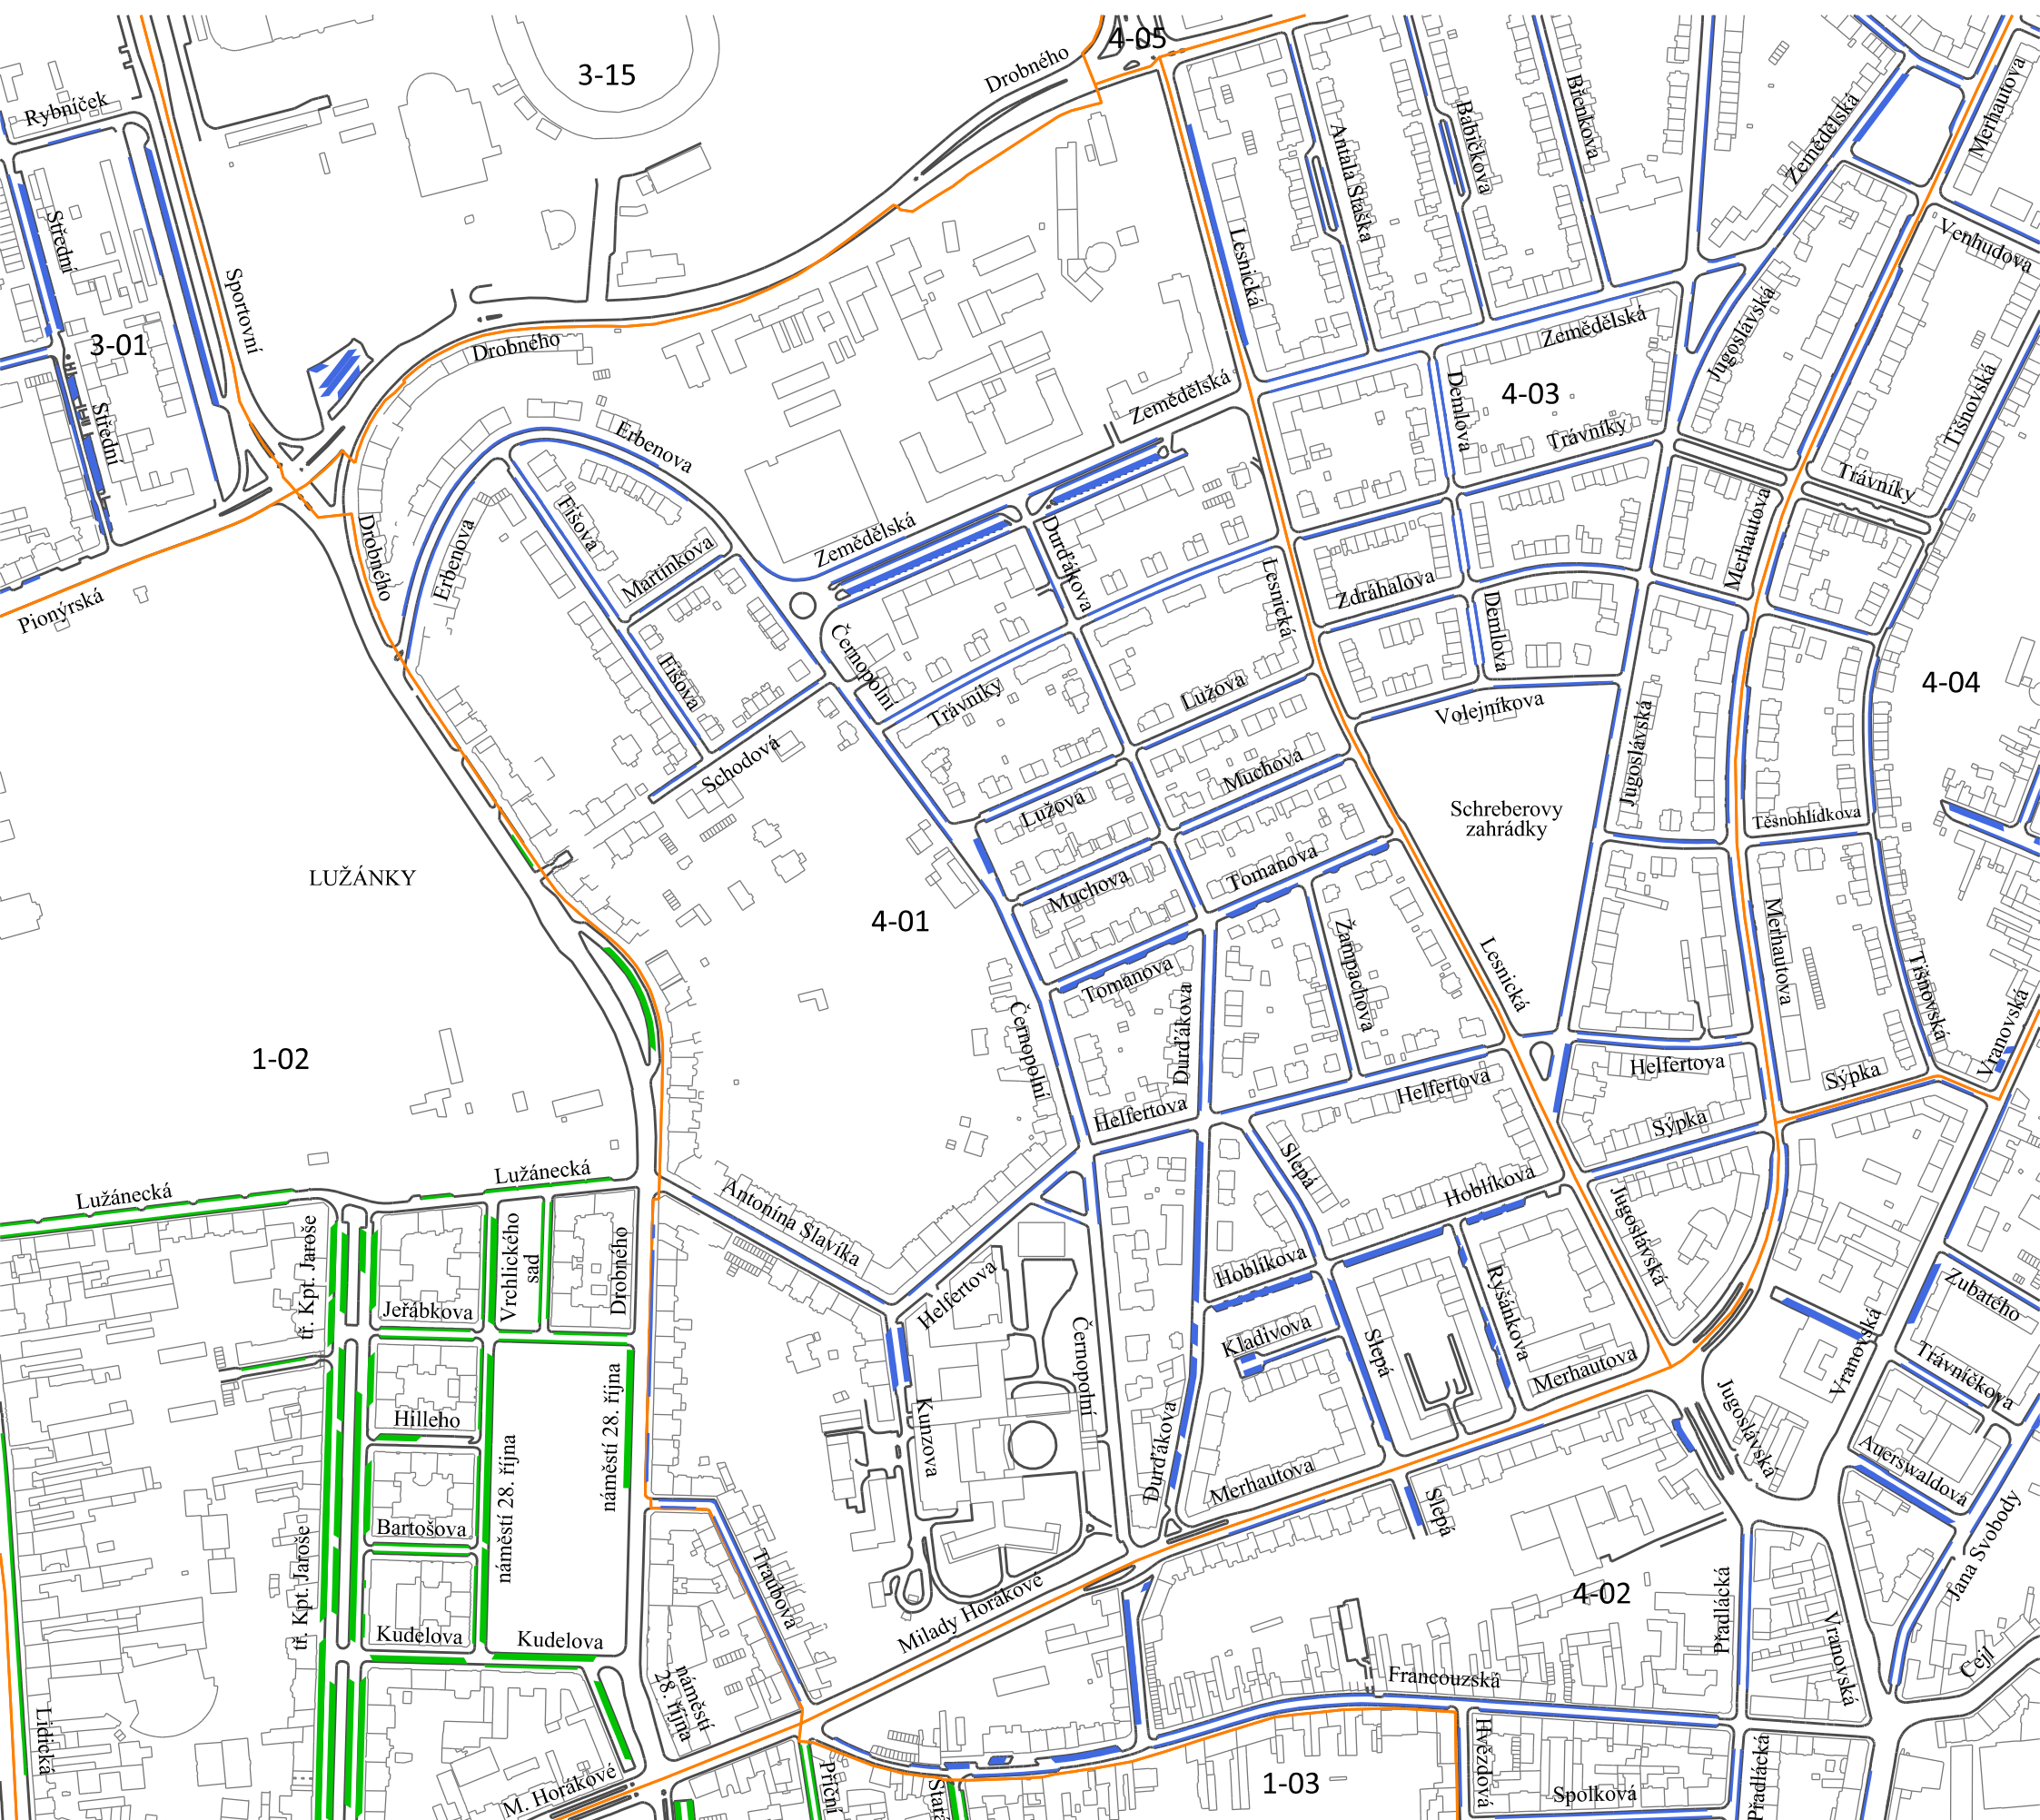 4-05
Drobného
3-15
Rybníček
Merhautova
Břenkova
Babičkova
Zemědělská
Antala Staška
Střední
Lesnická
Venhudova
Sportovní
3-01
Drobného
Zemědělská
Jugoslávská
Zemědělská
4-03
Demlova
Tišnovská
Střední
Erbenova
Trávníky
Trávníky
Fišova
Zemědělská
Durďákova
Merhautova
Drobného
Erbenova
Martinkova
Lesnická
Zdráhalova
Pionýrská
Černopolní
Demlova
Fišova
Trávníky
Lužova
Volejníkova
4-04
Schodová
Jugoslávská
Muchova
Lužova
Schreberovy
zahrádky
Těsnohlídkova
LUŽÁNKY
Muchova
Tomanova
4-01
Žampachova
Lesnická
Merhautova
Tišnovská
Tomanova
Durďákova
Černopolní
Vranovská
1-02
Helfertova
Helfertova
Sýpka
Helfertova
Sýpka
Slepá
Lužánecká
Lužánecká
Hoblíkova
Antonína Slavíka
Jugoslávská
tř. Kpt. Jaroše
Vrchlického
sad
Drobného
Jeřábkova
Helfertova
Hoblíkova
Ryšánkova
Zubatého
Kladivova
Slepá
Černopolní
Merhautova
Vranovská
Trávníčkova
Hilleho
náměstí 28. října
Kunzova
Durďákova
Jugoslávská
Auerswaldova
Merhautova
Slepá
náměstí 28. října
Bartošova
tř. Kpt. Jaroše
Traubova
Jana Svobody
Milady Horákové
4-02
Přadlácká
Vranovská
Kudelova
Kudelova
Cejl
Francouzská
náměstí
28. října
Lidická
Hvězdová
Přadlácká
M. Horákové
Příční
Stará
1-03
Spolková